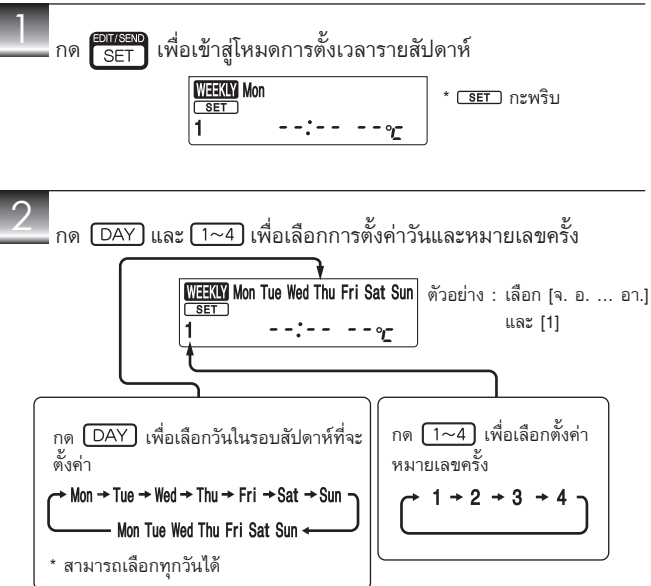 1
กด EDIT/SEND SET เพื่อเข้าสู่โหมดการตั้งเวลารายสัปดาห์
WEEKLY Mon
SET
1 --:-- --°C
* SET กะพริบ
2
กด DAY และ 1~4 เพื่อเลือกการตั้งค่าวันและหมายเลขครั้ง
WEEKLY Mon Tue Wed Thu Fri Sat Sun
SET
1 --:-- --°C
ตัวอย่าง : เลือก [จ. อ. ... อา.]
และ [1]
กด DAY เพื่อเลือกวันในรอบสัปดาห์ที่จะ
ตั้งค่า
Mon → Tue → Wed → Thu → Fri → Sat → Sun
Mon Tue Wed Thu Fri Sat Sun ←
* สามารถเลือกทุกวันได้
กด 1~4 เพื่อเลือกตั้งค่า
หมายเลขครั้ง
1 → 2 → 3 → 4